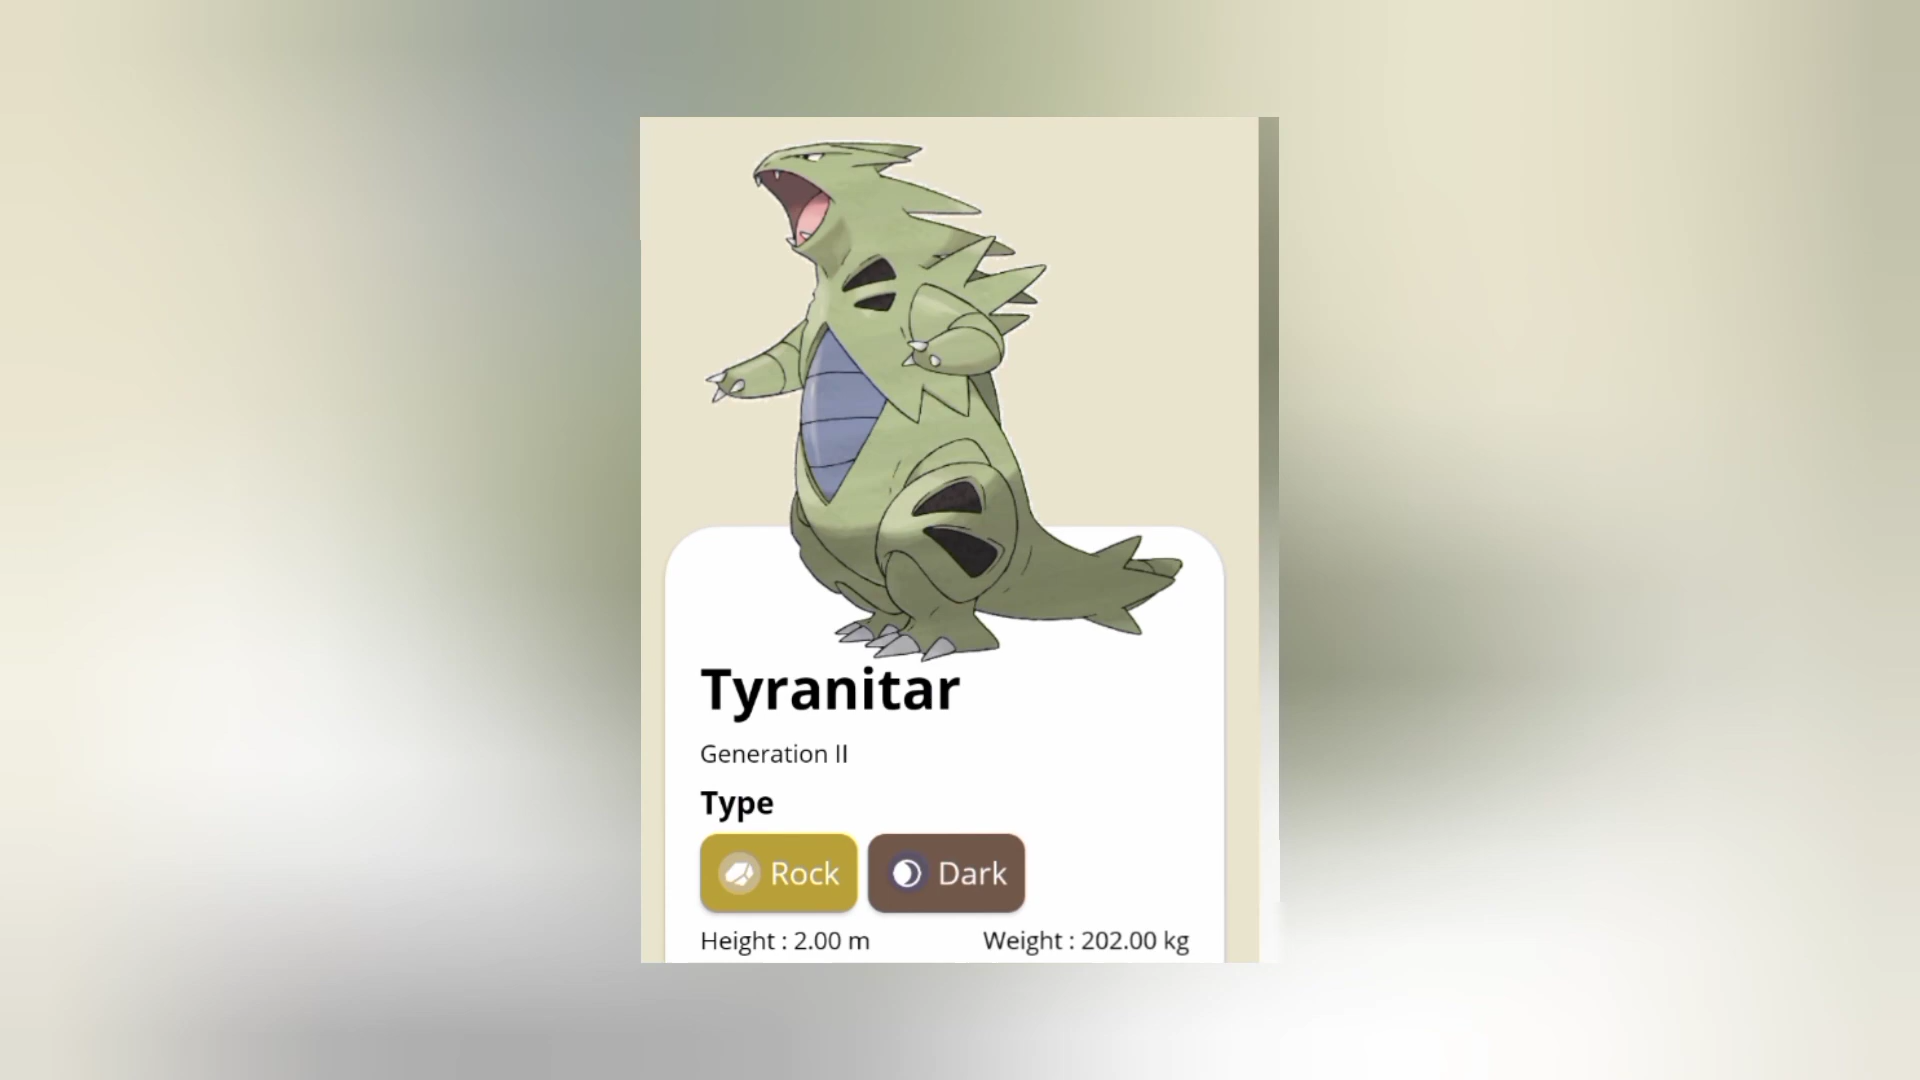 Tyranitar
Generation II
Type
Rock Dark
Height : 2.00 m Weight : 202.00 kg